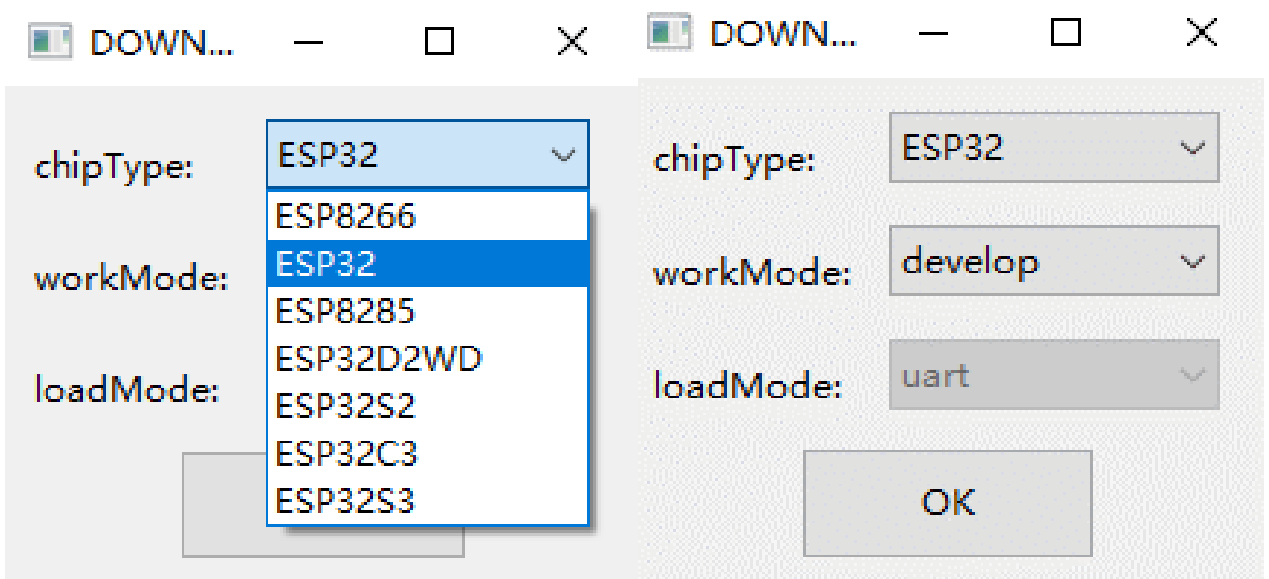 DOWN...
chipType:
ESP32
ESP8266
ESP32
ESP8285
ESP32D2WD
ESP32S2
ESP32C3
ESP32S3
workMode:
loadMode:
DOWN...
chipType:
ESP32
workMode:
develop
loadMode:
uart
OK